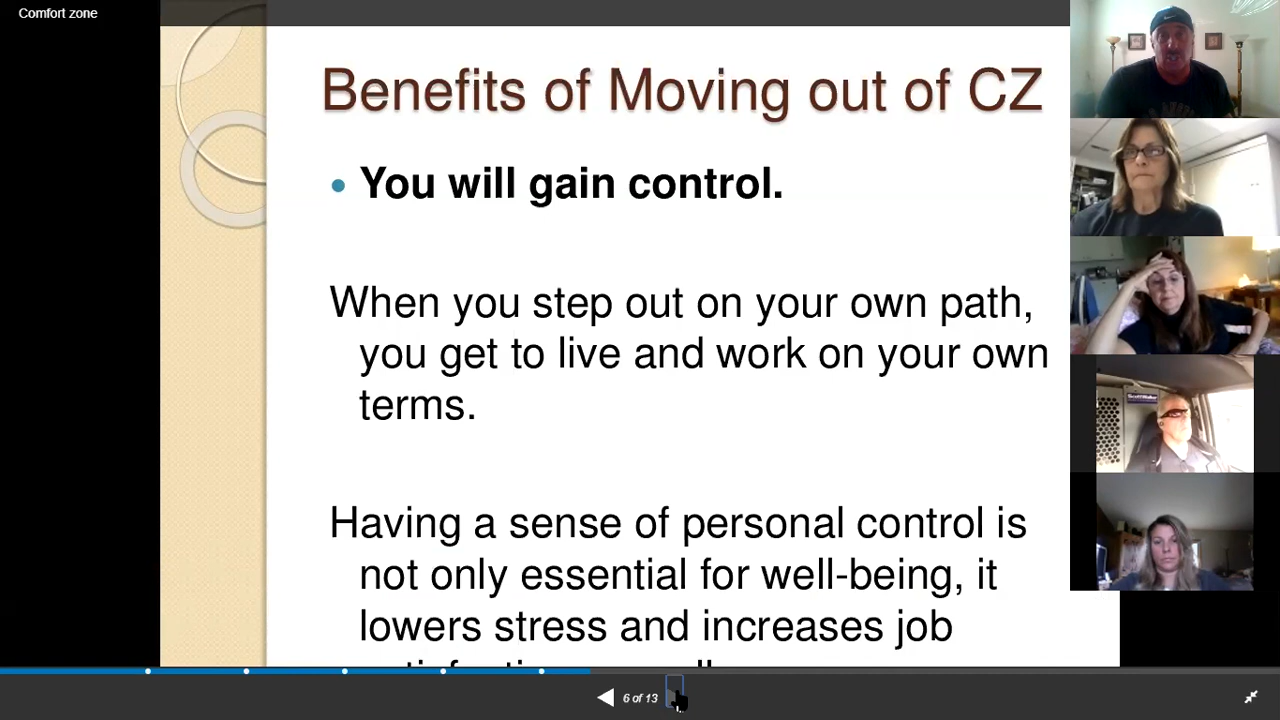 Comfort zone
Benefits of Moving out of CZ
• You will gain control.
When you step out on your own path,
you get to live and work on your own
terms.
Having a sense of personal control is
not only essential for well-being, it
lowers stress and increases job
6 of 13